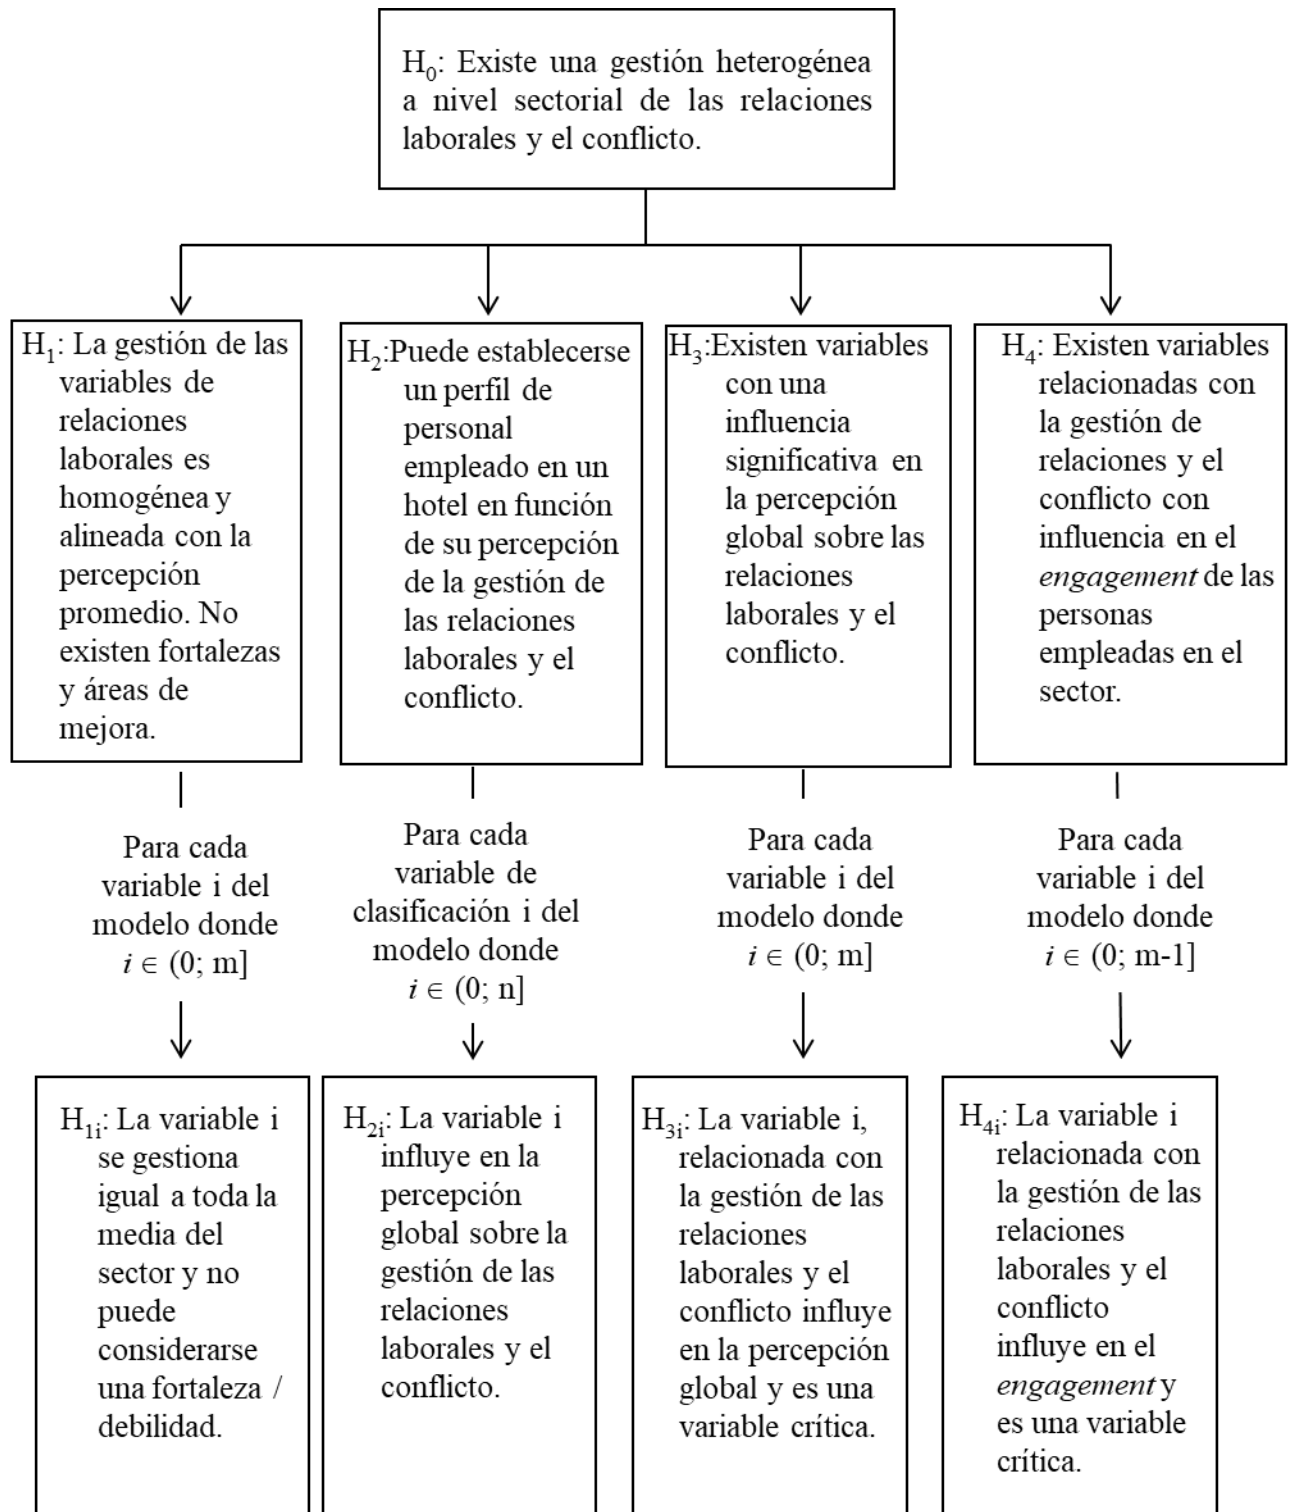 H₀: Existe una gestión heterogénea
a nivel sectorial de las relaciones
laborales y el conflicto.
H₁: La gestión de las
variables de
relaciones
laborales es
homogénea y
alineada con la
percepción
promedio. No
existen fortalezas
y áreas de
mejora.
H₂:Puede establecerse
un perfil de
personal
empleado en un
hotel en función
de su percepción
de la gestión de
las relaciones
laborales y el
conflicto.
H₃:Existen variables
con una
influencia
significativa en
la percepción
global sobre las
relaciones
laborales y el
conflicto.
H₄: Existen variables
relacionadas con
la gestión de
relaciones y el
conflicto con
influencia en el
engagement de las
personas
empleadas en el
sector.
Para cada
variable i del
modelo donde
i ∈ (0; m]
Para cada
variable de
clasificación i del
modelo donde
i ∈ (0; n]
Para cada
variable i del
modelo donde
i ∈ (0; m]
Para cada
variable i del
modelo donde
i ∈ (0; m-1]
H₁ᵢ: La variable i
se gestiona
igual a toda la
media del
sector y no
puede
considerarse
una fortaleza /
debilidad.
H₂ᵢ: La variable i
influye en la
percepción
global sobre la
gestión de las
relaciones
laborales y el
conflicto.
H₃ᵢ: La variable i,
relacionada con
la gestión de las
relaciones
laborales y el
conflicto influye
en la percepción
global y es una
variable crítica.
H₄ᵢ: La variable i
relacionada con
la gestión de las
relaciones
laborales y el
conflicto
influye en el
engagement y
es una variable
crítica.